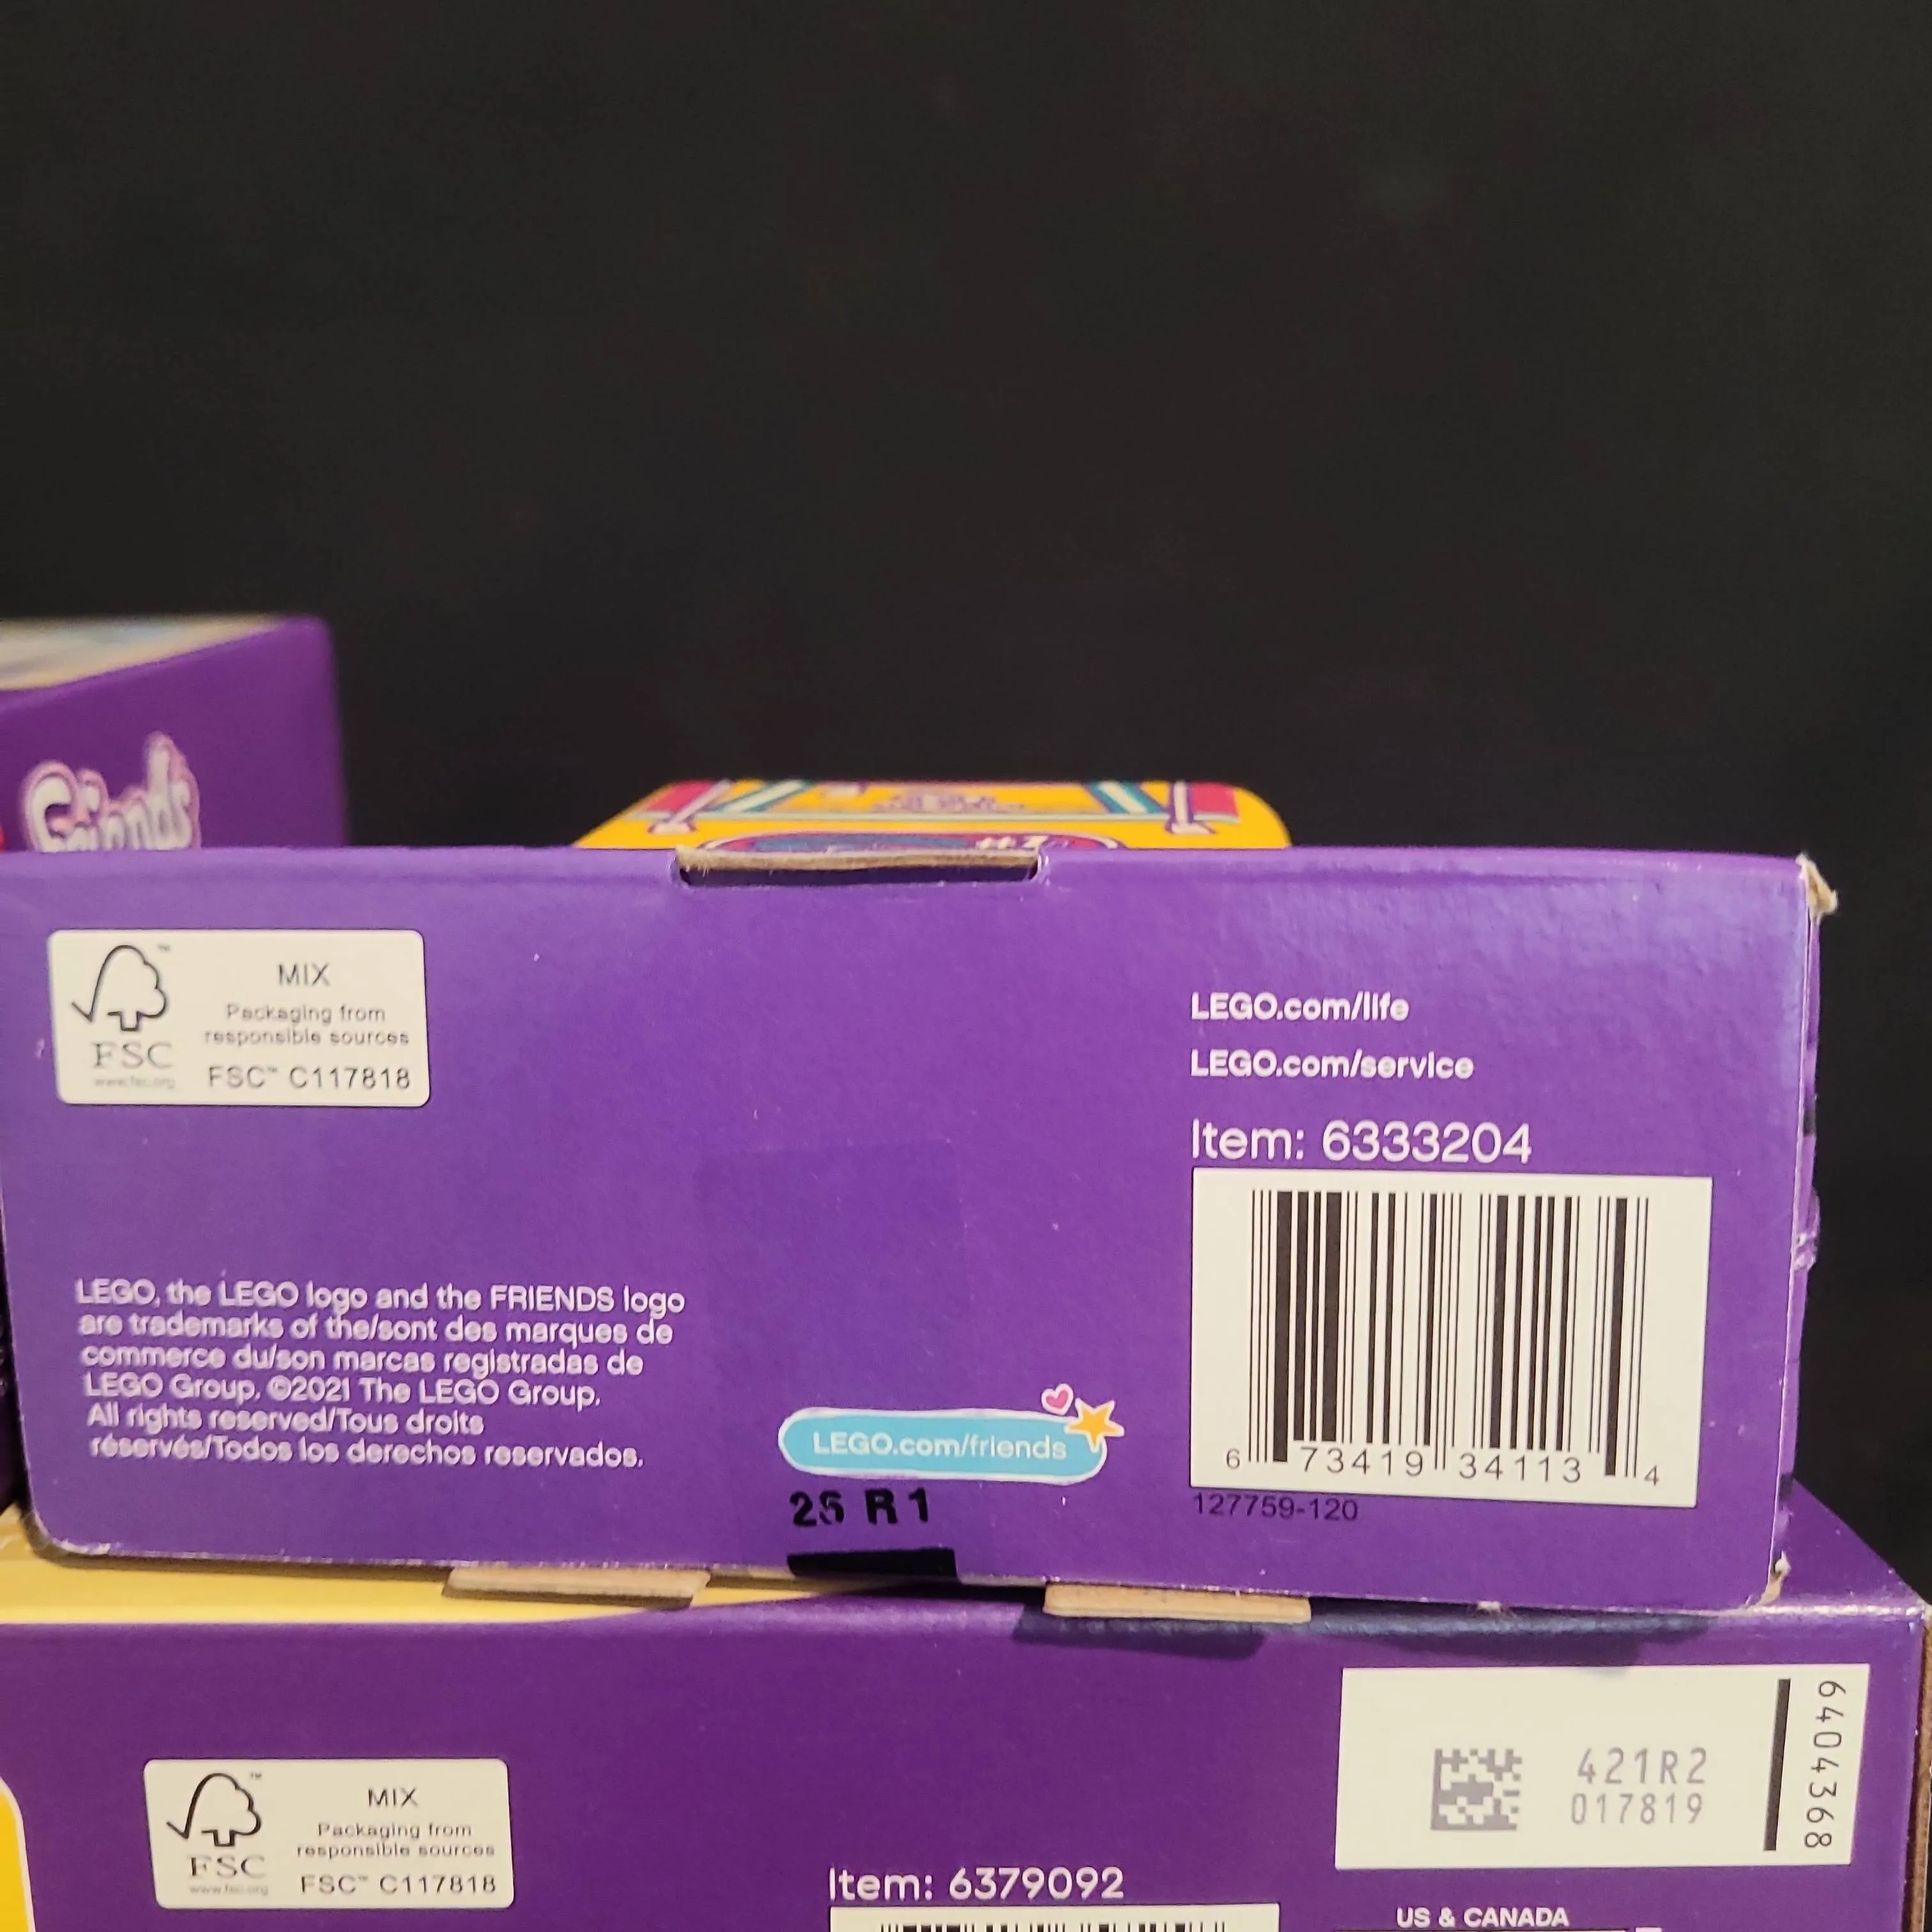 Friends
#1
MIX
Packaging from
responsible sources
FSC
www.fsc.org
FSC™ C117818
LEGO.com/life
LEGO.com/service
Item: 6333204
6 73419 34113 4
127759-120
LEGO, the LEGO logo and the FRIENDS logo
are trademarks of the/sont des marques de
commerce du/son marcas registradas de
LEGO Group. ©2021 The LEGO Group.
All rights reserved/Tous droits
réservés/Todos los derechos reservados.
LEGO.com/friends
25 R 1
MIX
Packaging from
responsible sources
FSC
www.fsc.org
FSC™ C117818
Item: 6379092
421R2
017819
6404368
US & CANADA